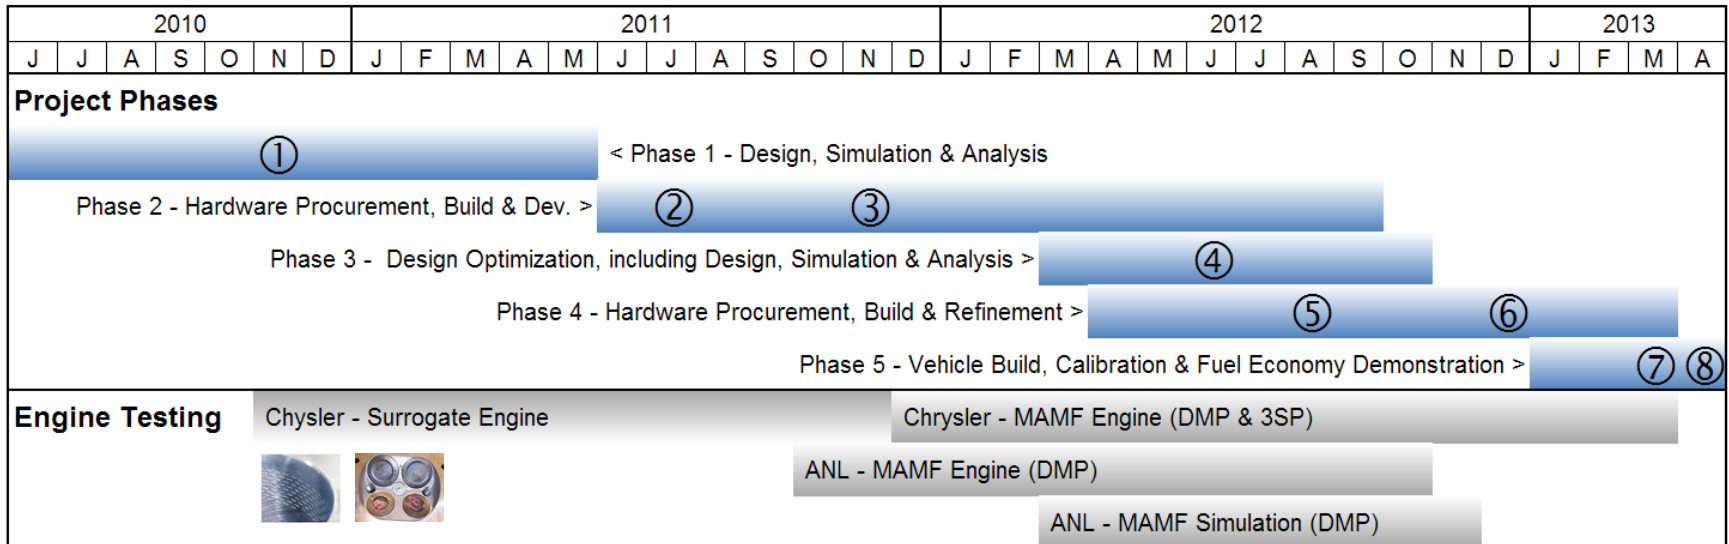 2010 2011 2012 2013
J J A S O N D J F M A M J J A S O N D J F M A M J J A S O N D J F M A
Project Phases
① < Phase 1 - Design, Simulation & Analysis
Phase 2 - Hardware Procurement, Build & Dev. > ② ③
Phase 3 - Design Optimization, including Design, Simulation & Analysis > ④
Phase 4 - Hardware Procurement, Build & Refinement > ⑤ ⑥
Phase 5 - Vehicle Build, Calibration & Fuel Economy Demonstration > ⑦ ⑧
Engine Testing Chysler - Surrogate Engine Chrysler - MAMF Engine (DMP & 3SP)
ANL - MAMF Engine (DMP)
ANL - MAMF Simulation (DMP)